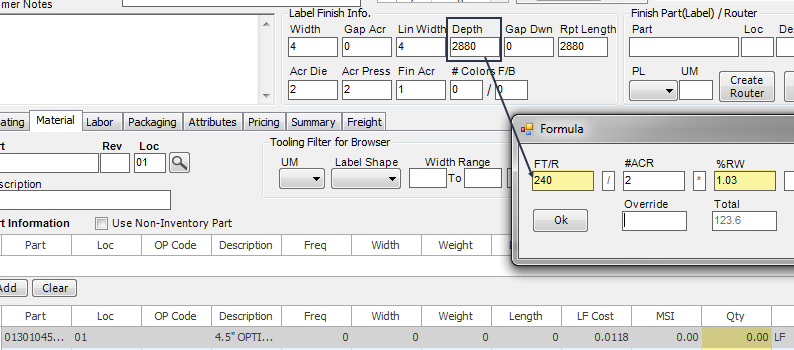 mer Notes
Label Finish Info.
Finish Part(Label) / Router
Width Gap Acr Lin Width Depth Gap Dwn Rpt Length
Part Loc De
4 0 4 2880 0 2880
Acr Die Acr Press Fin Acr # Colors F/B
PL UM
2 2 1 0 / 0
Create Router
ating Material Labor Packaging Attributes Pricing Summary Freight
rt Rev Loc
01
Tooling Filter for Browser
UM Label Shape Width Range
To
scription
Formula
FT/R #ACR %RW
240 / 2 * 1.03
Override Total
Ok 123.6
rt Information Use Non-Inventory Part
Part Loc OP Code Description Freq Width Weight
Add Clear
Part Loc OP Code Description Freq Width Weight Length LF Cost MSI Qty
01301045... 01 4.5" OPTI... 0 0 0 0 0.0118 0.00 0.00 LF